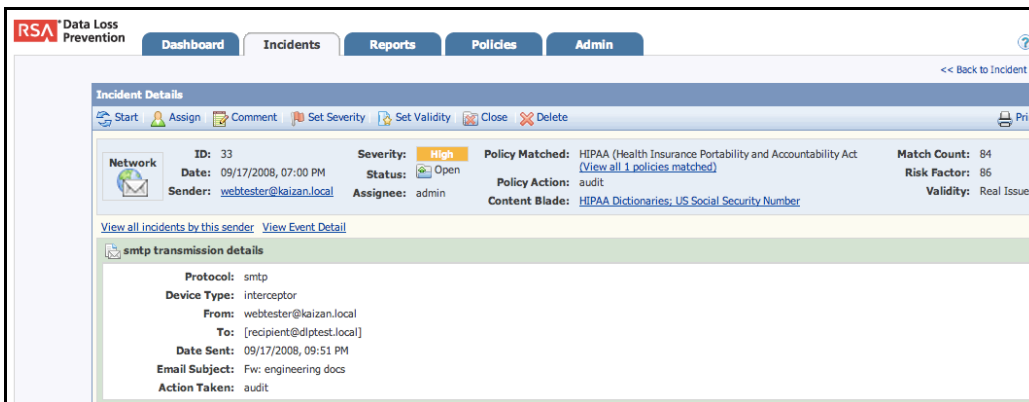 RSA Data Loss
Prevention
Dashboard Incidents Reports Policies Admin
?
<< Back to Incident
Incident Details
Start Assign Comment Set Severity Set Validity Close Delete
Network
ID: 33
Date: 09/17/2008, 07:00 PM
Sender: webtester@kaizan.local
Severity: High
Status: Open
Assignee: admin
Policy Matched: HIPAA (Health Insurance Portability and Accountability Act
(View all 1 policies matched)
Policy Action: audit
Content Blade: HIPAA Dictionaries; US Social Security Number
Match Count: 84
Risk Factor: 86
Validity: Real Issue
View all incidents by this sender View Event Detail
smtp transmission details
Protocol: smtp
Device Type: interceptor
From: webtester@kaizan.local
To: [recipient@dlptest.local]
Date Sent: 09/17/2008, 09:51 PM
Email Subject: Fw: engineering docs
Action Taken: audit